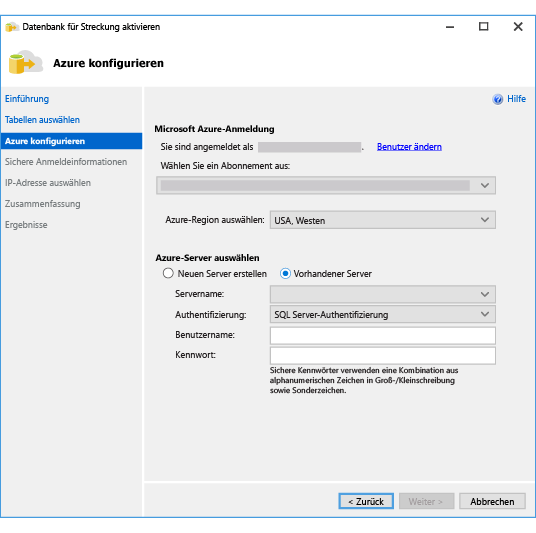 Datenbank für Streckung aktivieren
Azure konfigurieren
Einführung
Tabellen auswählen
Azure konfigurieren
Sichere Anmeldeinformationen
IP-Adresse auswählen
Zusammenfassung
Ergebnisse
Hilfe
Microsoft Azure-Anmeldung
Sie sind angemeldet als . Benutzer ändern
Wählen Sie ein Abonnement aus:
Azure-Region auswählen: USA, Westen
Azure-Server auswählen
Neuen Server erstellen Vorhandener Server
Servername:
Authentifizierung: SQL Server-Authentifizierung
Benutzername:
Kennwort:
Sichere Kennwörter verwenden eine Kombination aus
alphanumerischen Zeichen in Groß-/Kleinschreibung
sowie Sonderzeichen.
< Zurück Weiter > Abbrechen